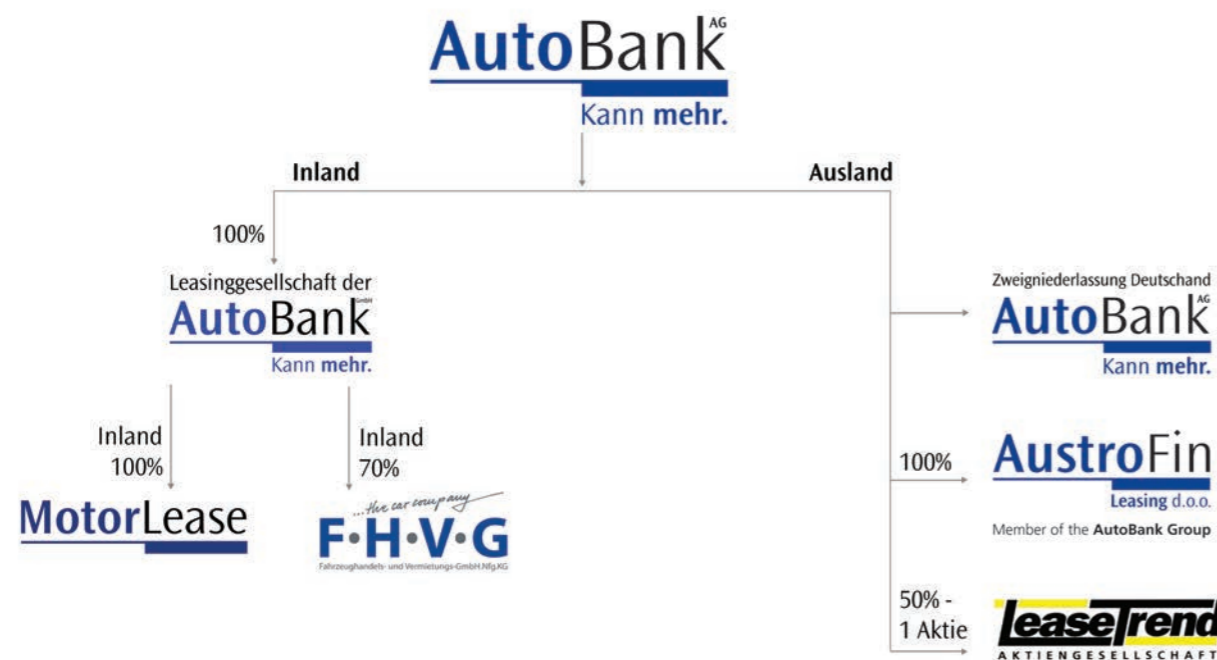 AutoBank AG
Kann mehr.
Inland
Ausland
100%
Leasinggesellschaft der
AutoBank GmbH
Kann mehr.
Inland
100%
MotorLease
Inland
70%
...the car company
F•H•V•G
Fahrzeughandels- und Vermietungs-GmbH.Nfg.KG
Zweigniederlassung Deutschand
AutoBank AG
Kann mehr.
100%
AustroFin
Leasing d.o.o.
Member of the AutoBank Group
50% -
1 Aktie
LeaseTrend
AKTIENGESELLSCHAFT